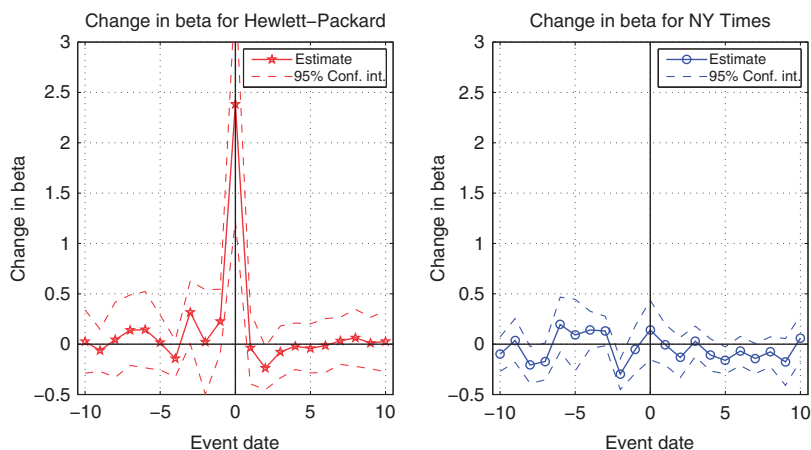 Change in beta for Hewlett−Packard
3
2.5
2
1.5
1
0.5
0
−0.5
Change in beta
Estimate
95% Conf. int.
−10
−5
0
5
10
Event date
Change in beta for NY Times
3
2.5
2
1.5
1
0.5
0
−0.5
Change in beta
Estimate
95% Conf. int.
−10
−5
0
5
10
Event date